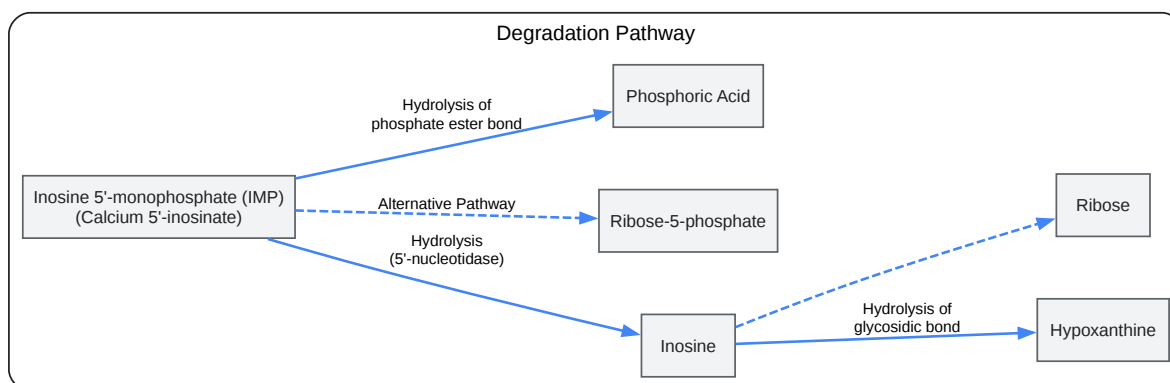 Degradation Pathway
Phosphoric Acid
Hydrolysis of
phosphate ester bond
Inosine 5'-monophosphate (IMP)
(Calcium 5'-inosinate)
Alternative Pathway
Ribose-5-phosphate
Ribose
Hydrolysis
(5'-nucleotidase)
Inosine
Hydrolysis of
glycosidic bond
Hypoxanthine